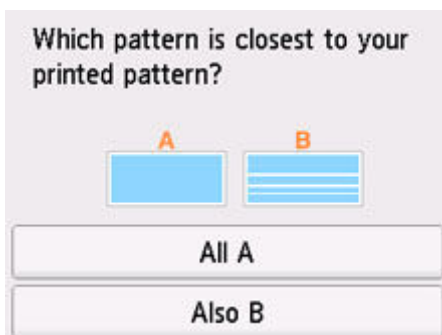 Which pattern is closest to your
printed pattern?
A B
All A
Also B